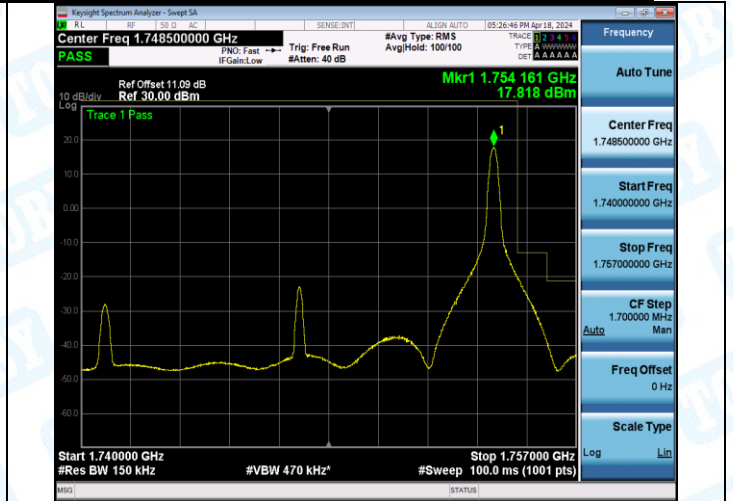 Keysight Spectrum Analyzer - Swept SA
RL RF 50 Ω AC SENSE:INT ALIGN AUTO 05:26:46 PM Apr 18, 2024
Center Freq 1.748500000 GHz
PNO: Fast
IFGain:Low
Trig: Free Run
#Atten: 40 dB
#Avg Type: RMS
Avg|Hold: 100/100
TRACE 1 2 3 4 5 6
TYPE A WWWWW
DET A A A A A A
PASS
Ref Offset 11.09 dB
10 dB/div Ref 30.00 dBm
Log
Mkr1 1.754 161 GHz
17.818 dBm
Trace 1 Pass
1
20.0
10.0
0.00
-10.0
-20.0
-30.0
-40.0
-50.0
-60.0
Start 1.740000 GHz
Stop 1.757000 GHz
#Res BW 150 kHz
#VBW 470 kHz*
#Sweep 100.0 ms (1001 pts)
MSG
STATUS
Frequency
Auto Tune
Center Freq
1.748500000 GHz
Start Freq
1.740000000 GHz
Stop Freq
1.757000000 GHz
CF Step
1.700000 MHz
Auto Man
Freq Offset
0 Hz
Scale Type
Log Lin